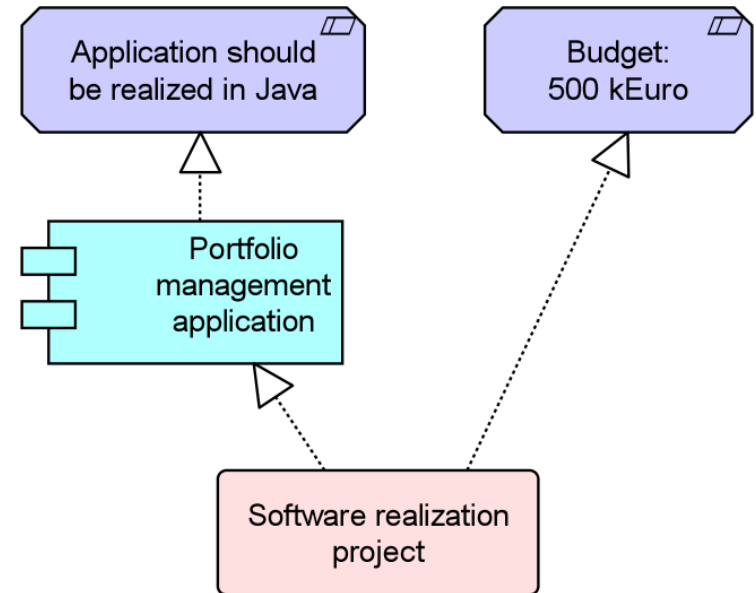 Application should
be realized in Java
Budget:
500 kEuro
Portfolio
management
application
Software realization
project